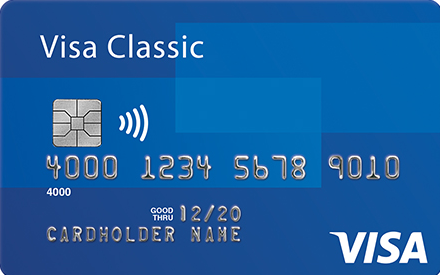 Visa Classic
4000 1234 5678 9010
4000
GOOD THRU 12/20
CARDHOLDER NAME
VISA